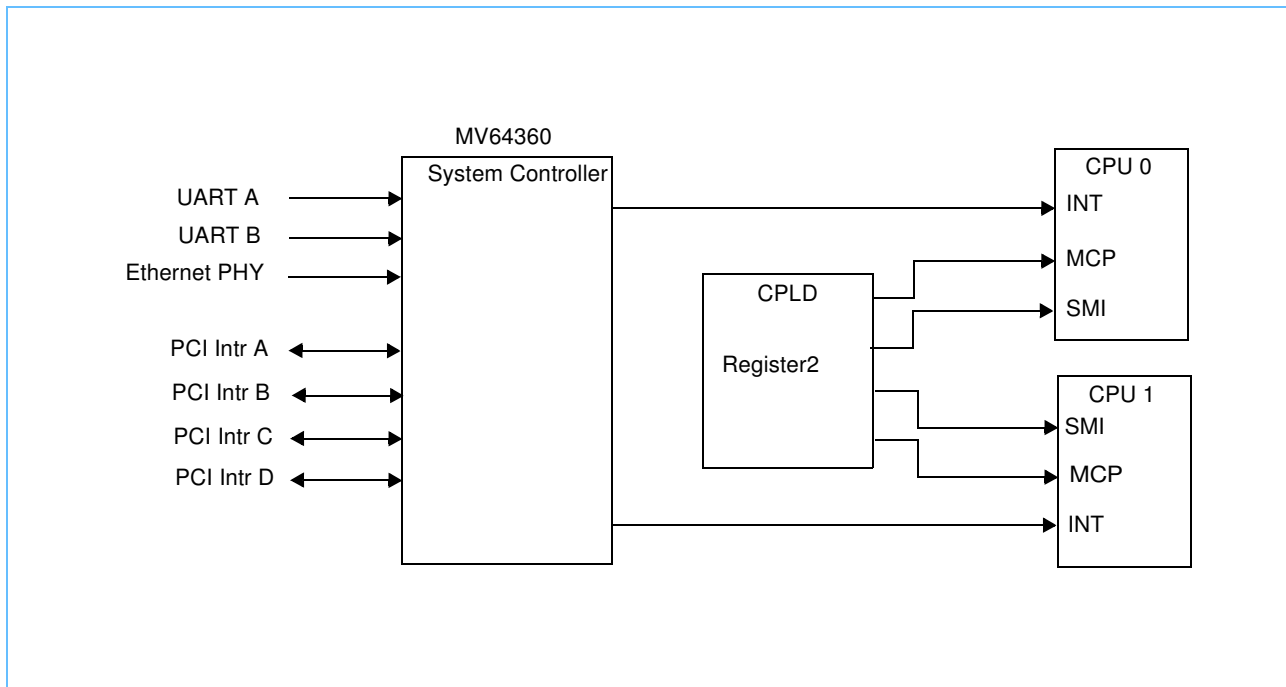 MV64360
System Controller
UART A
UART B
Ethernet PHY
PCI Intr A
PCI Intr B
PCI Intr C
PCI Intr D
CPLD
Register2
CPU 0
INT
MCP
SMI
CPU 1
SMI
MCP
INT